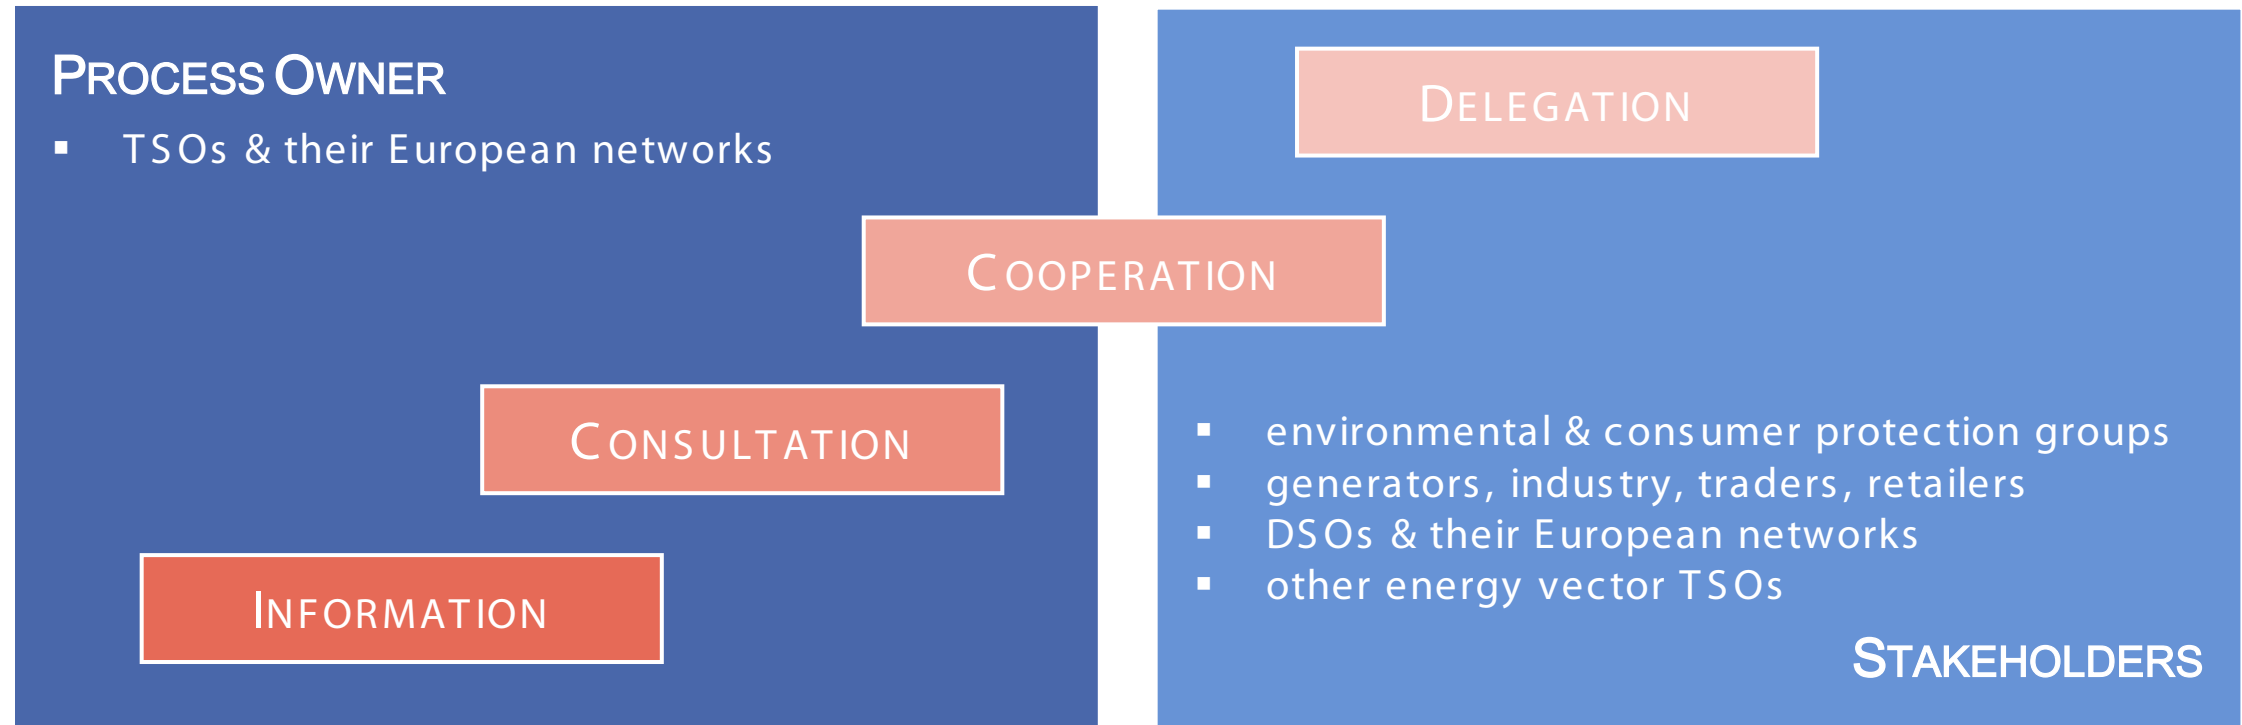 PROCESS OWNER
▪ TSOs & their European networks
DELEGATION
COOPERATION
CONSULTATION
INFORMATION
▪ environmental & consumer protection groups
▪ generators, industry, traders, retailers
▪ DSOs & their European networks
▪ other energy vector TSOs
STAKEHOLDERS